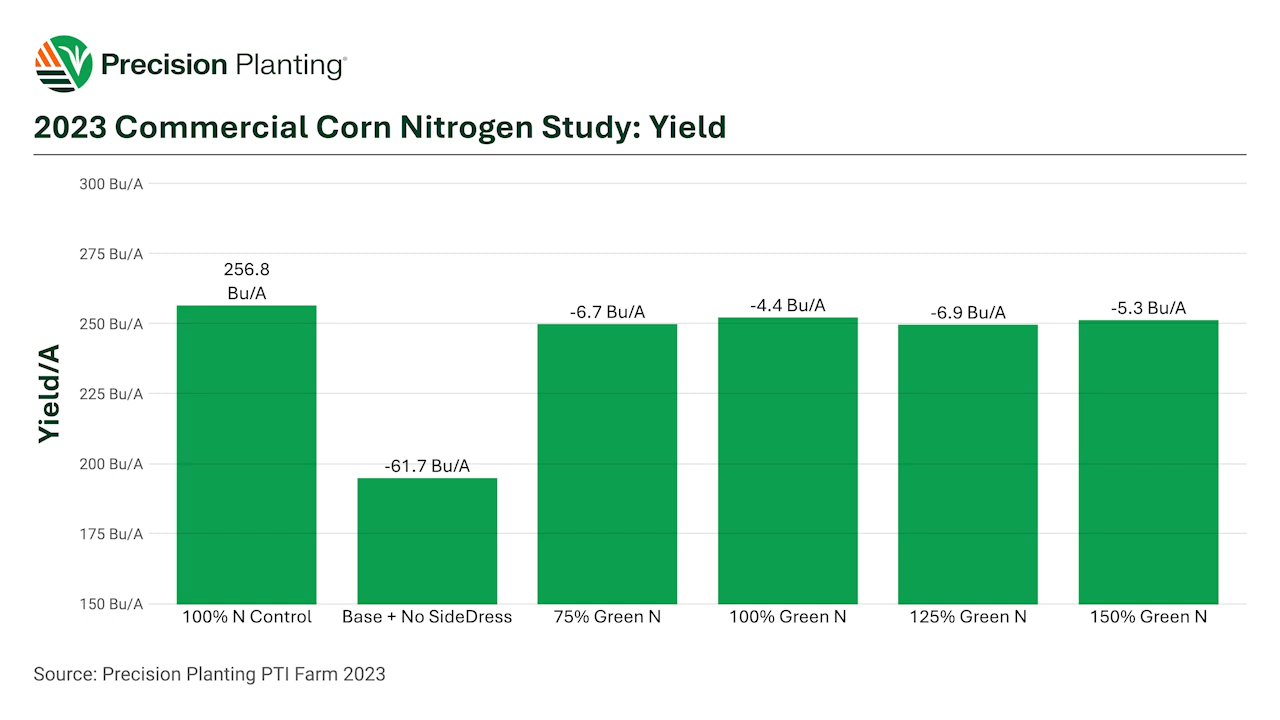 Precision Planting®
2023 Commercial Corn Nitrogen Study: Yield
Yield/A
300 Bu/A
275 Bu/A
250 Bu/A
225 Bu/A
200 Bu/A
175 Bu/A
150 Bu/A
256.8
Bu/A
-61.7 Bu/A
-6.7 Bu/A
-4.4 Bu/A
-6.9 Bu/A
-5.3 Bu/A
100% N Control
Base + No SideDress
75% Green N
100% Green N
125% Green N
150% Green N
Source: Precision Planting PTI Farm 2023